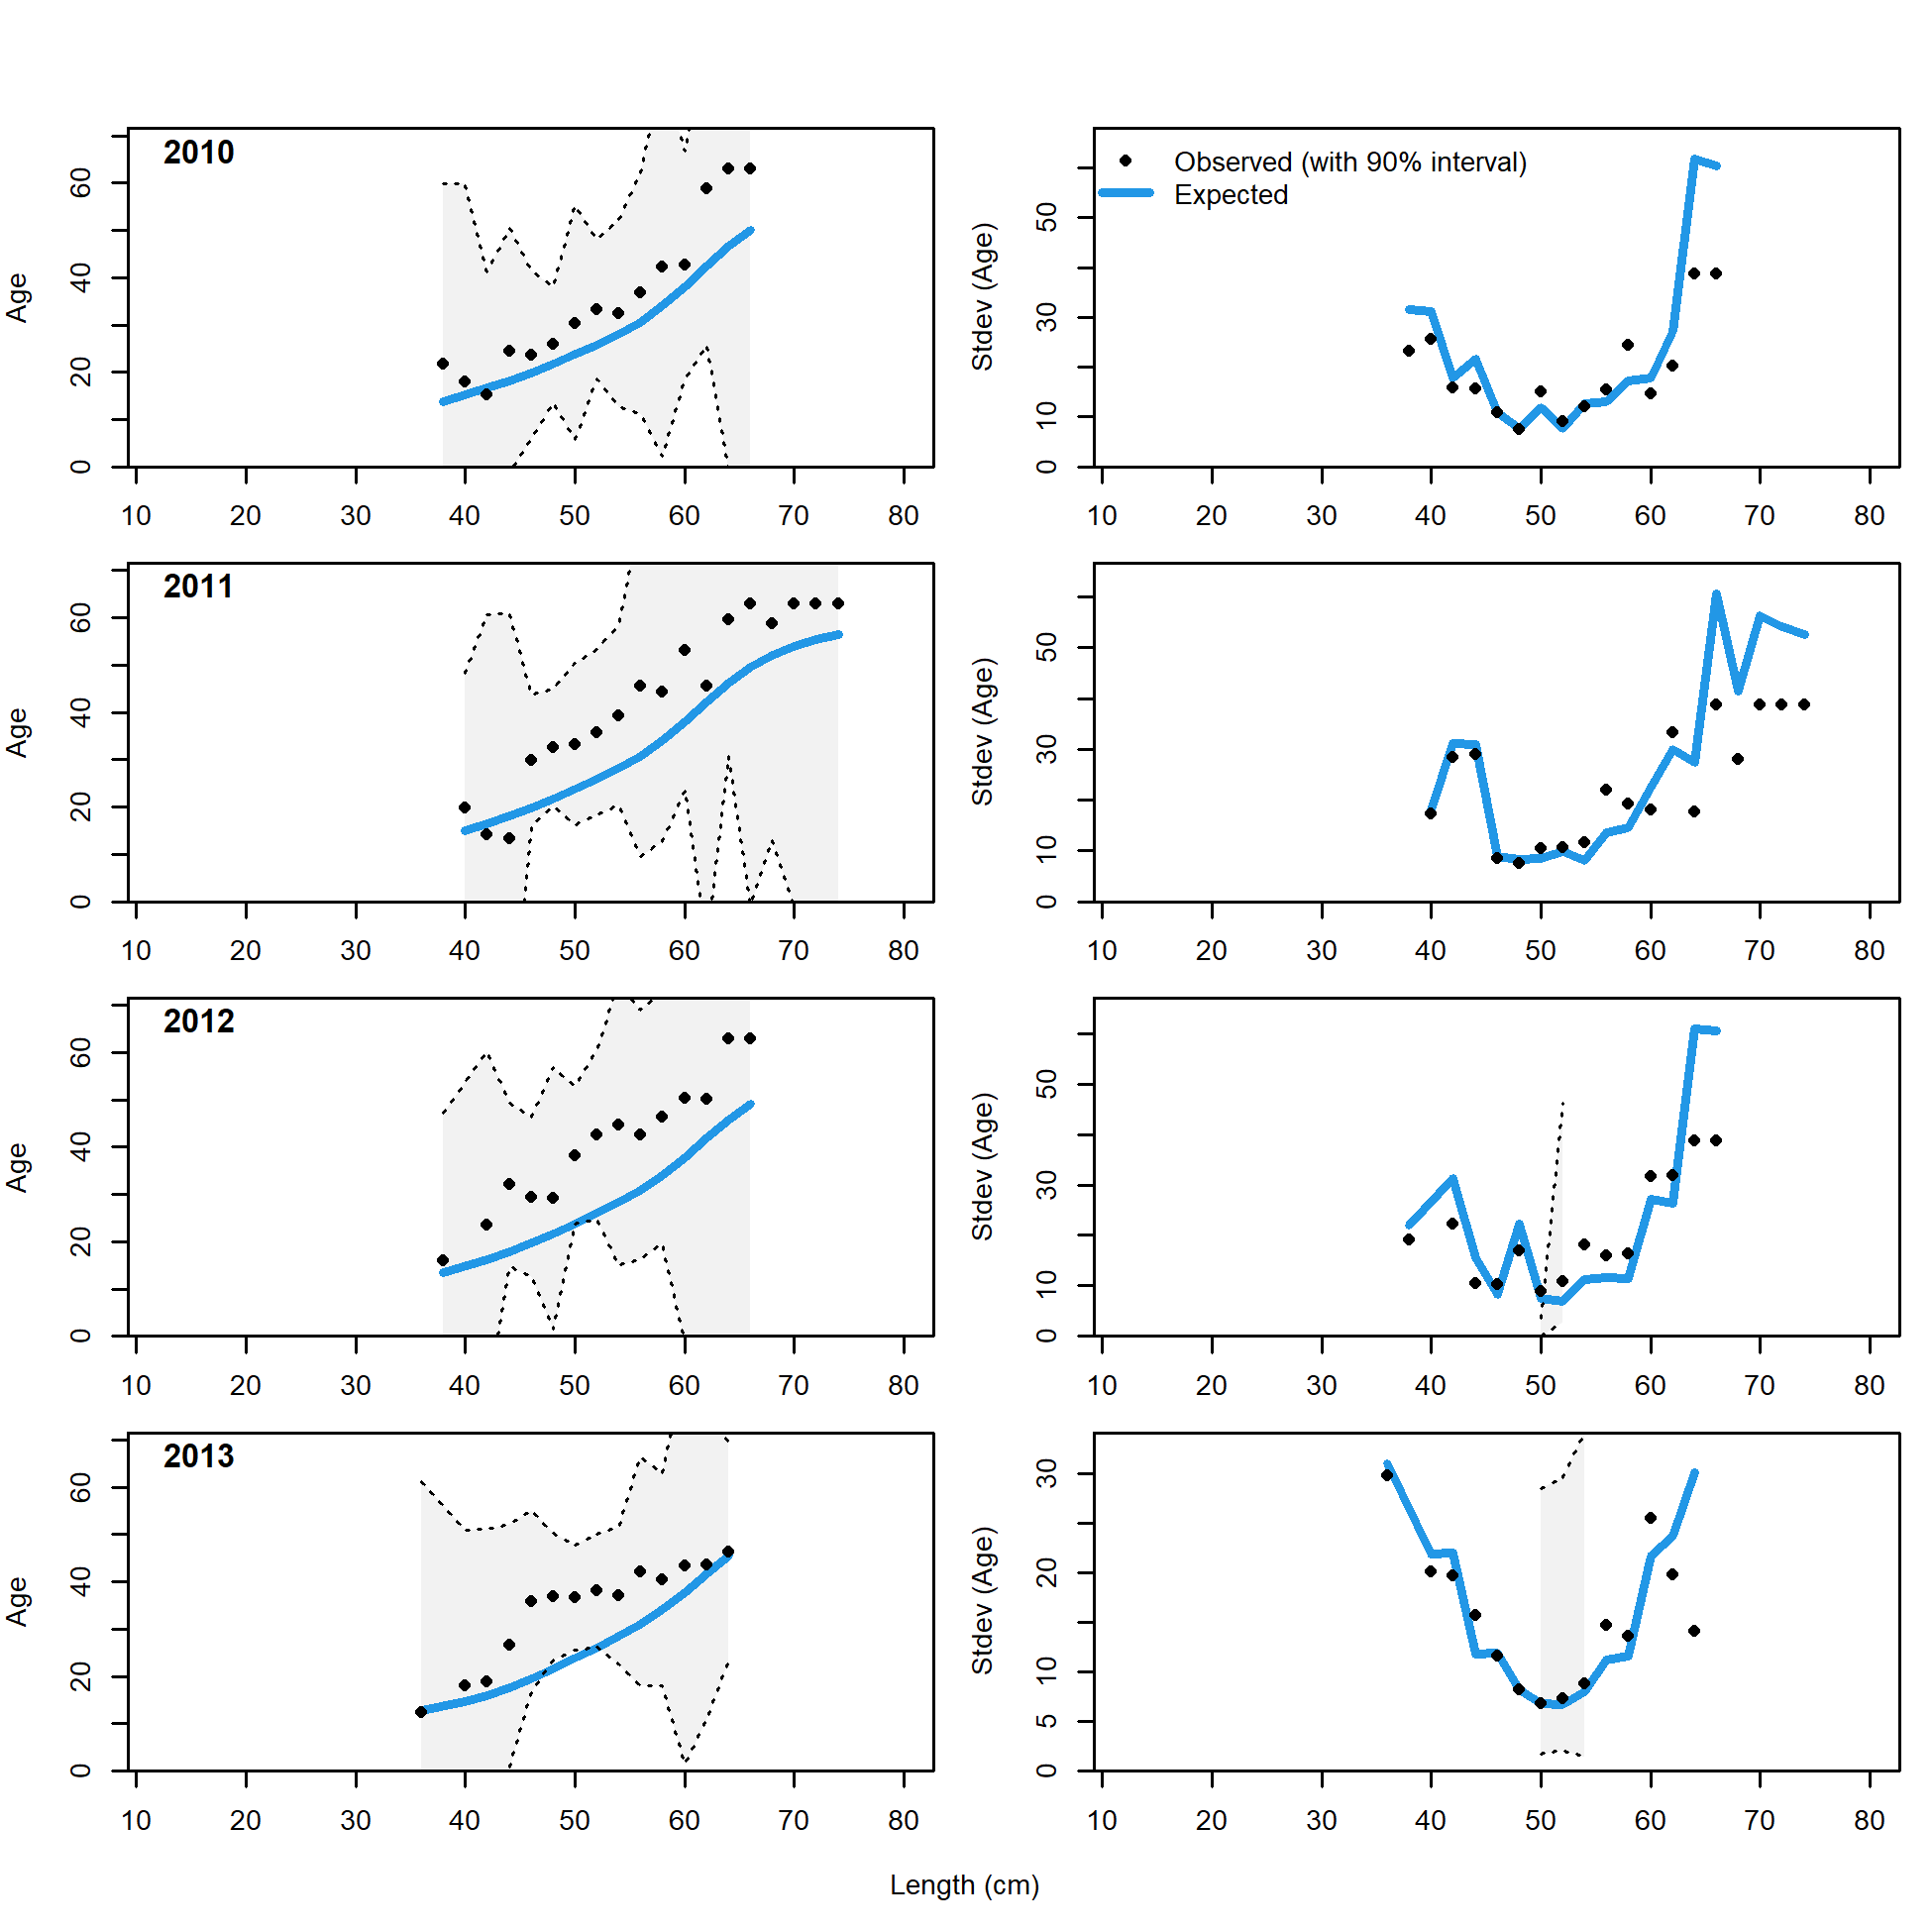 2010
Age
0 20 40 60
10 20 30 40 50 60 70 80
Observed (with 90% interval)
Expected
Stdev (Age)
0 10 30 50
10 20 30 40 50 60 70 80
2011
Age
0 20 40 60
10 20 30 40 50 60 70 80
Stdev (Age)
0 10 30 50
10 20 30 40 50 60 70 80
2012
Age
0 20 40 60
10 20 30 40 50 60 70 80
Stdev (Age)
0 10 30 50
10 20 30 40 50 60 70 80
2013
Age
0 20 40 60
10 20 30 40 50 60 70 80
Stdev (Age)
0 5 10 20 30
10 20 30 40 50 60 70 80
Length (cm)